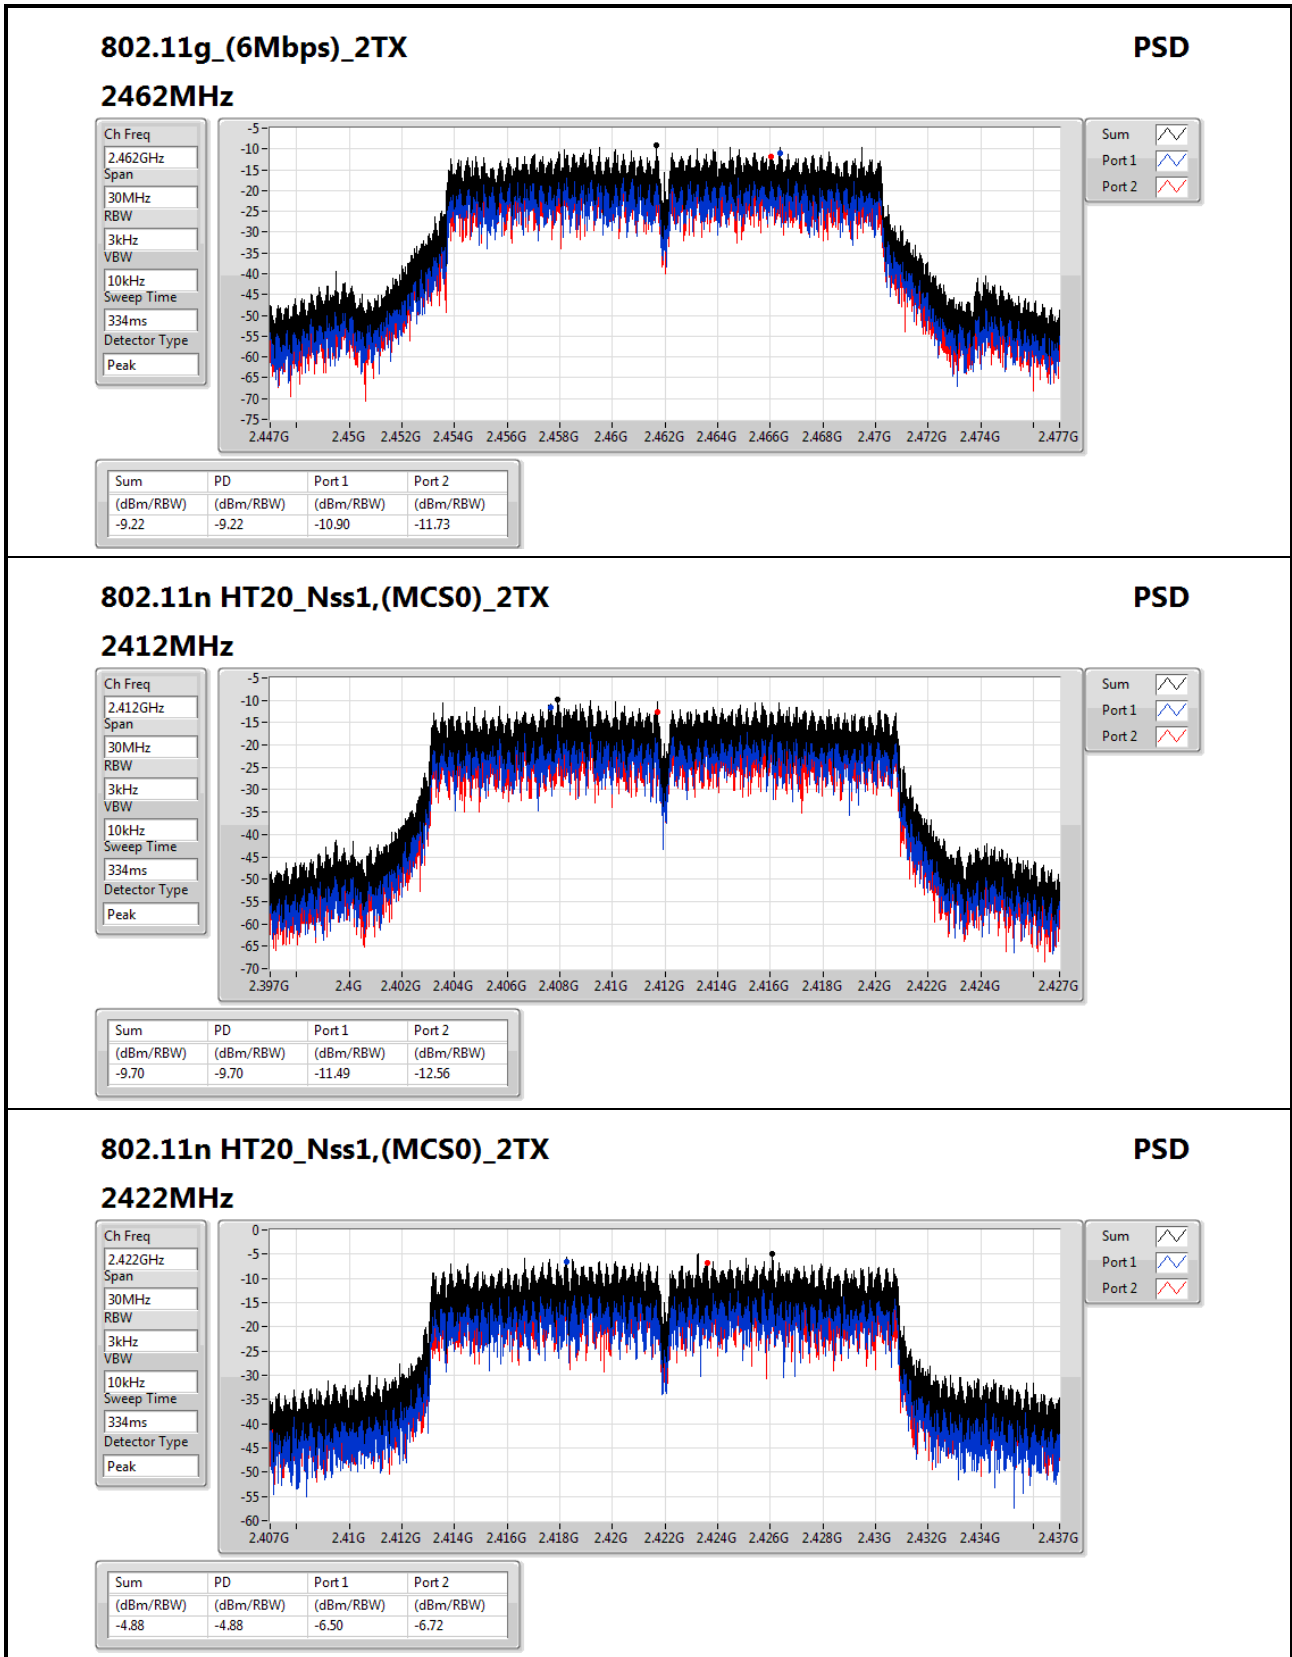 802.11g_(6Mbps)_2TX PSD
2462MHz
Ch Freq
2.462GHz
Span
30MHz
RBW
3kHz
VBW
10kHz
Sweep Time
334ms
Detector Type
Peak
-5
-10
-15
-20
-25
-30
-35
-40
-45
-50
-55
-60
-65
-70
-75
2.447G 2.45G 2.452G 2.454G 2.456G 2.458G 2.46G 2.462G 2.464G 2.466G 2.468G 2.47G 2.472G 2.474G 2.477G
Sum
Port 1
Port 2
Sum PD Port 1 Port 2
(dBm/RBW) (dBm/RBW) (dBm/RBW) (dBm/RBW)
-9.22 -9.22 -10.90 -11.73
802.11n HT20_Nss1,(MCS0)_2TX PSD
2412MHz
Ch Freq
2.412GHz
Span
30MHz
RBW
3kHz
VBW
10kHz
Sweep Time
334ms
Detector Type
Peak
-5
-10
-15
-20
-25
-30
-35
-40
-45
-50
-55
-60
-65
-70
2.397G 2.4G 2.402G 2.404G 2.406G 2.408G 2.41G 2.412G 2.414G 2.416G 2.418G 2.42G 2.422G 2.424G 2.427G
Sum
Port 1
Port 2
Sum PD Port 1 Port 2
(dBm/RBW) (dBm/RBW) (dBm/RBW) (dBm/RBW)
-9.70 -9.70 -11.49 -12.56
802.11n HT20_Nss1,(MCS0)_2TX PSD
2422MHz
Ch Freq
2.422GHz
Span
30MHz
RBW
3kHz
VBW
10kHz
Sweep Time
334ms
Detector Type
Peak
0
-5
-10
-15
-20
-25
-30
-35
-40
-45
-50
-55
-60
2.407G 2.41G 2.412G 2.414G 2.416G 2.418G 2.42G 2.422G 2.424G 2.426G 2.428G 2.43G 2.432G 2.434G 2.437G
Sum
Port 1
Port 2
Sum PD Port 1 Port 2
(dBm/RBW) (dBm/RBW) (dBm/RBW) (dBm/RBW)
-4.88 -4.88 -6.50 -6.72